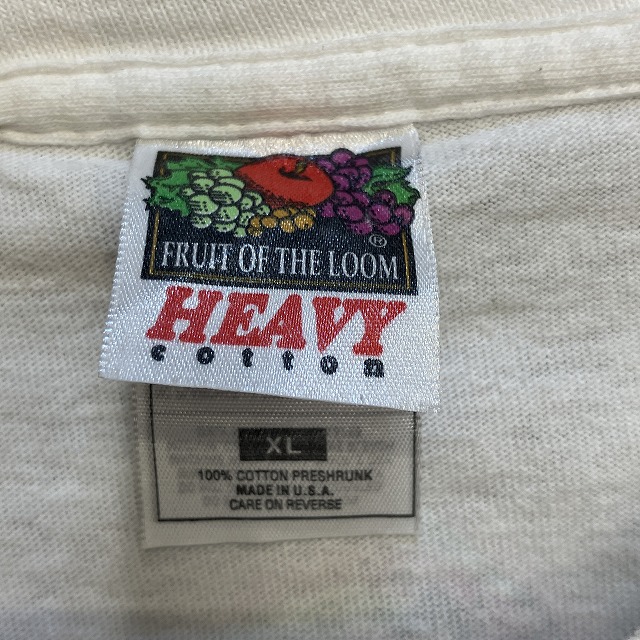 ®
FRUIT OF THE LOOM
HEAVY
cotton
XL
100% COTTON PRESHRUNK
MADE IN U.S.A.
CARE ON REVERSE